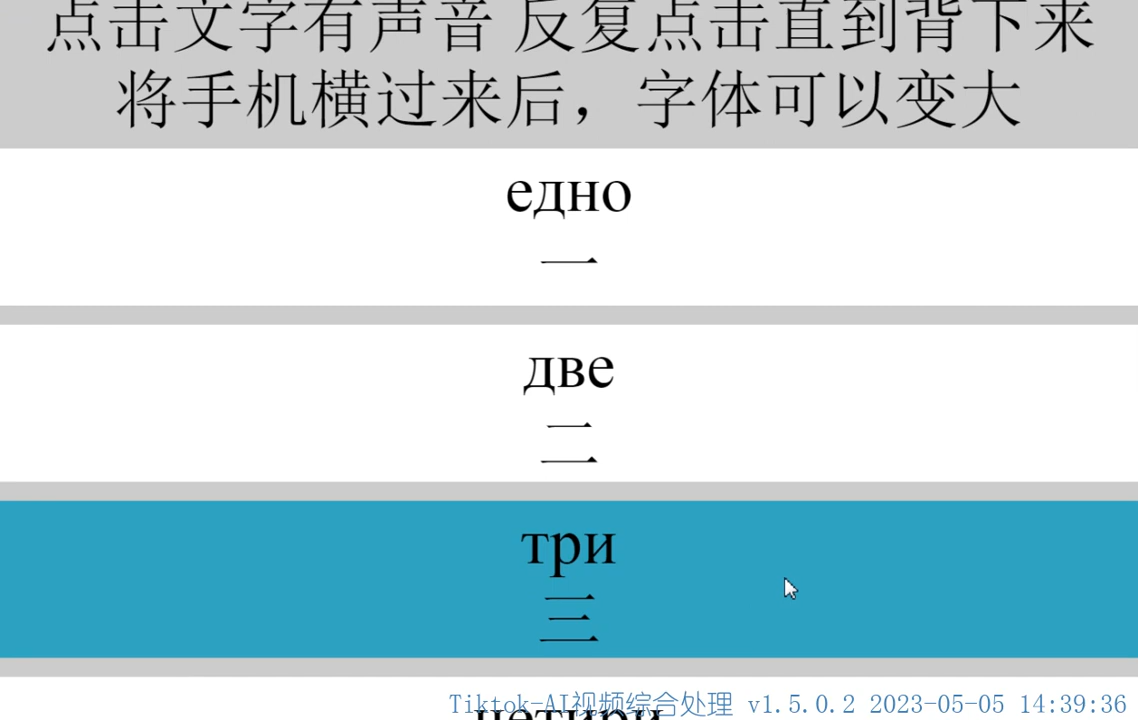 点击文字有声音 反复点击直到背下来
将手机横过来后，字体可以变大
едно
一
две
二
три
三
четири
Tiktok-AI视频综合处理 v1.5.0.2 2023-05-05 14:39:36